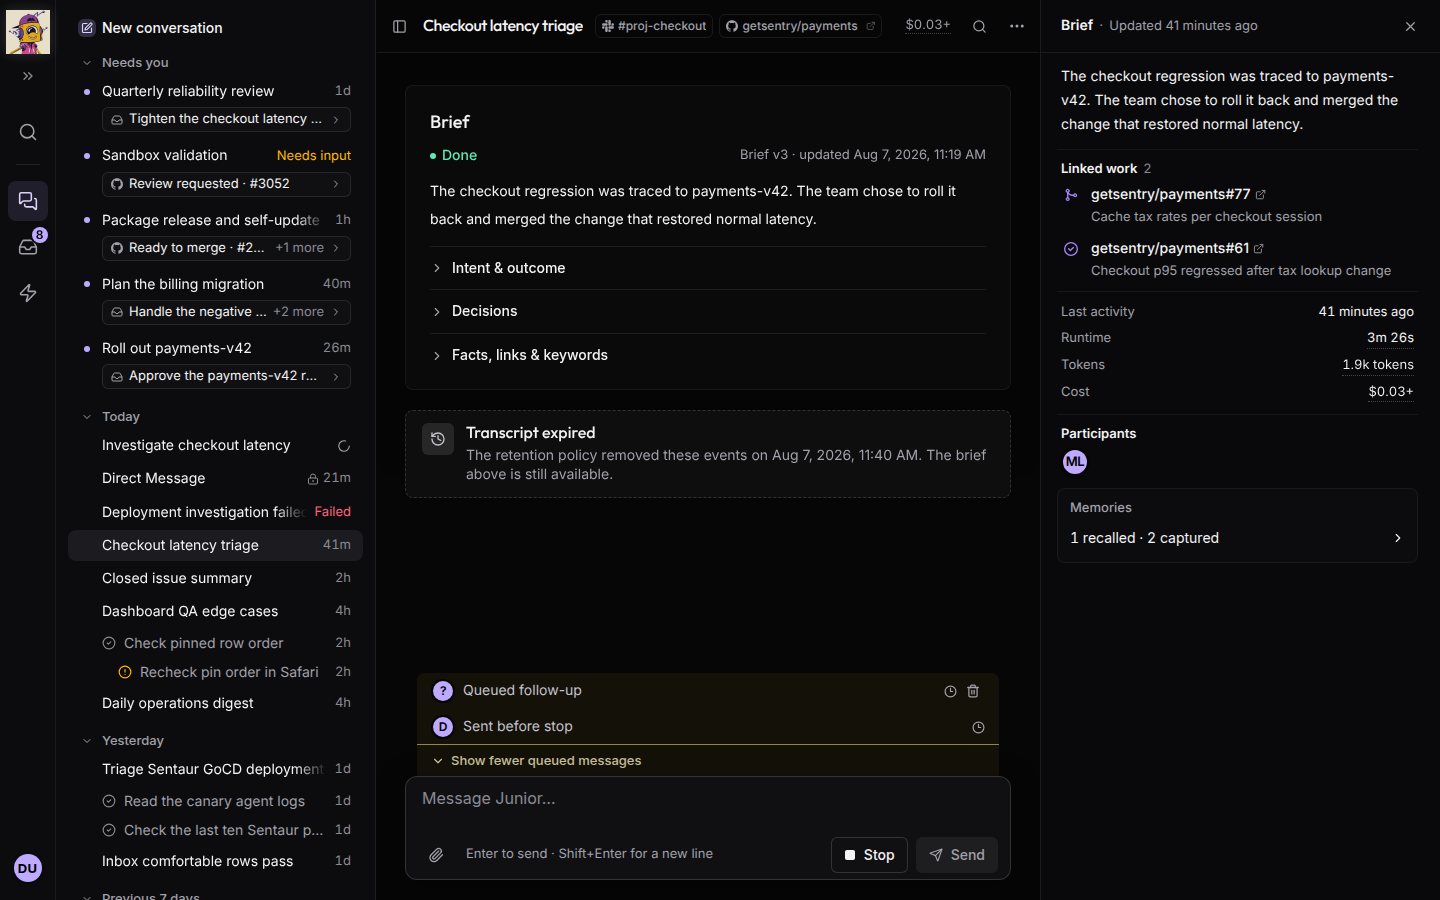 New conversation
Needs you
Quarterly reliability review 1d
Tighten the checkout latency ...
Sandbox validation Needs input
Review requested · #3052
Package release and self-update 1h
Ready to merge · #2... +1 more
Plan the billing migration 40m
Handle the negative ... +2 more
Roll out payments-v42 26m
Approve the payments-v42 r...
Today
Investigate checkout latency
Direct Message 21m
Deployment investigation failed Failed
Checkout latency triage 41m
Closed issue summary 2h
Dashboard QA edge cases 4h
Check pinned row order 2h
Recheck pin order in Safari 2h
Daily operations digest 4h
Yesterday
Triage Sentaur GoCD deployment 1d
Read the canary agent logs 1d
Check the last ten Sentaur p... 1d
Inbox comfortable rows pass 1d
Previous 7 days
8
DU
Checkout latency triage #proj-checkout getsentry/payments $0.03+
Brief
Done Brief v3 · updated Aug 7, 2026, 11:19 AM
The checkout regression was traced to payments-v42. The team chose to roll it
back and merged the change that restored normal latency.
Intent & outcome
Decisions
Facts, links & keywords
Transcript expired
The retention policy removed these events on Aug 7, 2026, 11:40 AM. The brief
above is still available.
? Queued follow-up
D Sent before stop
Show fewer queued messages
Message Junior...
Enter to send · Shift+Enter for a new line Stop Send
Brief · Updated 41 minutes ago
The checkout regression was traced to payments-
v42. The team chose to roll it back and merged the
change that restored normal latency.
Linked work 2
getsentry/payments#77
Cache tax rates per checkout session
getsentry/payments#61
Checkout p95 regressed after tax lookup change
Last activity 41 minutes ago
Runtime 3m 26s
Tokens 1.9k tokens
Cost $0.03+
Participants
ML
Memories
1 recalled · 2 captured